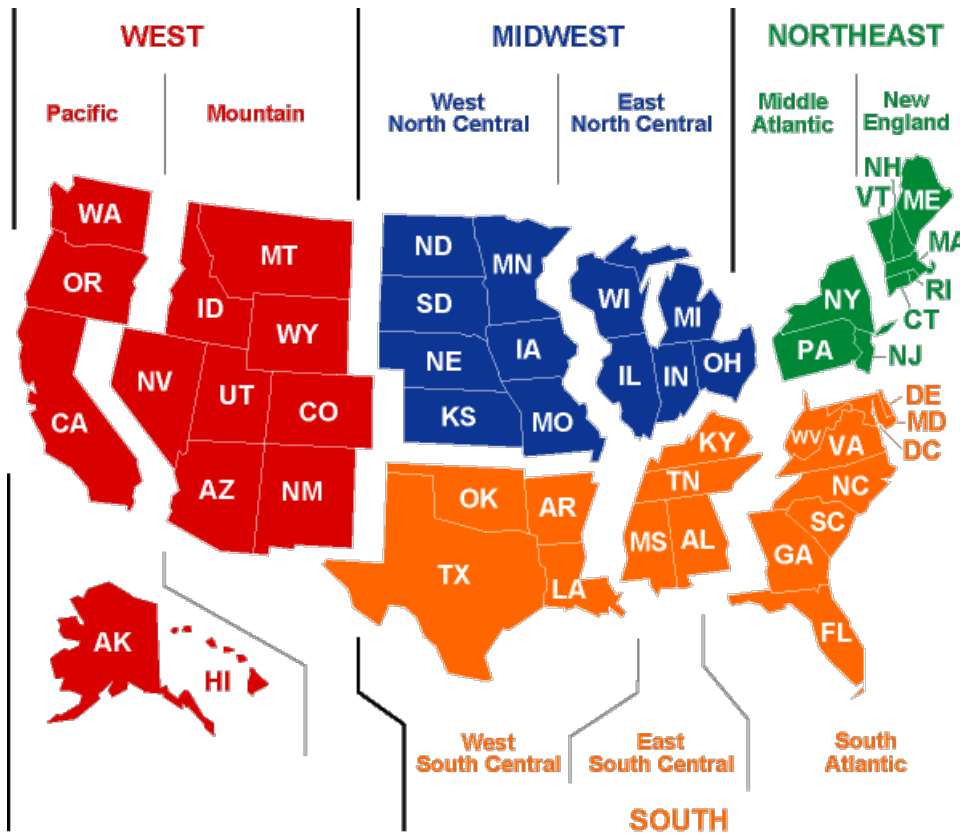 WEST
MIDWEST
NORTHEAST
Pacific
Mountain
West
North Central
East
North Central
Middle
Atlantic
New
England
NH
VT
ME
MA
RI
CT
NJ
NY
PA
WA
OR
CA
MT
ID
WY
NV
UT
CO
AZ
NM
ND
SD
NE
KS
MN
IA
MO
WI
MI
IL
IN
OH
DE
MD
DC
WV
VA
NC
SC
GA
FL
KY
TN
MS
AL
OK
AR
TX
LA
AK
HI
West
South Central
East
South Central
South
Atlantic
SOUTH